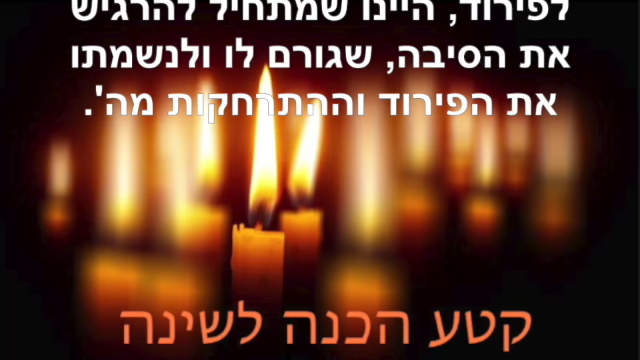 לפירוד, היינו שמתחיל להרגיש
את הסיבה, שגורם לו ולנשמתו
את הפירוד וההתרחקות מה'.
קטע הכנה לשינה